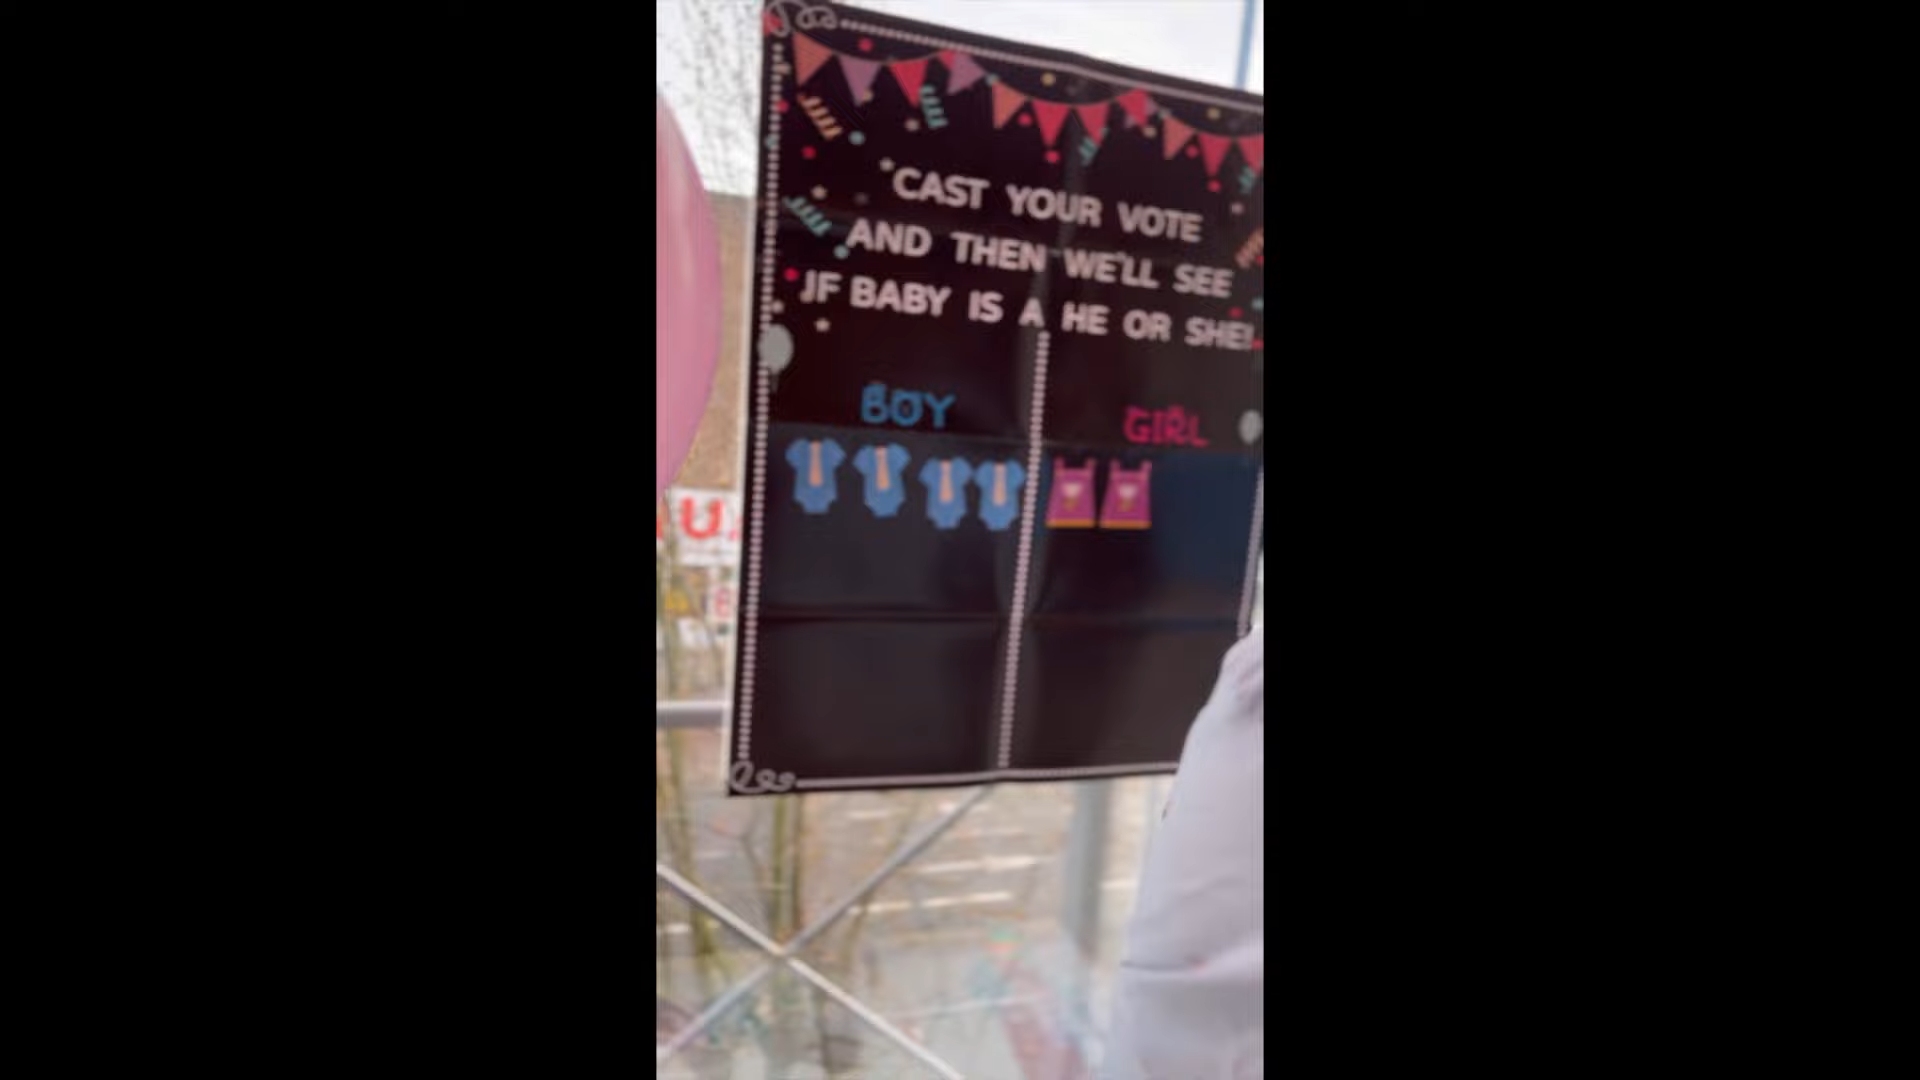 CAST YOUR VOTE
AND THEN WE'LL SEE
IF BABY IS A HE OR SHE!
BOY
GIRL
U